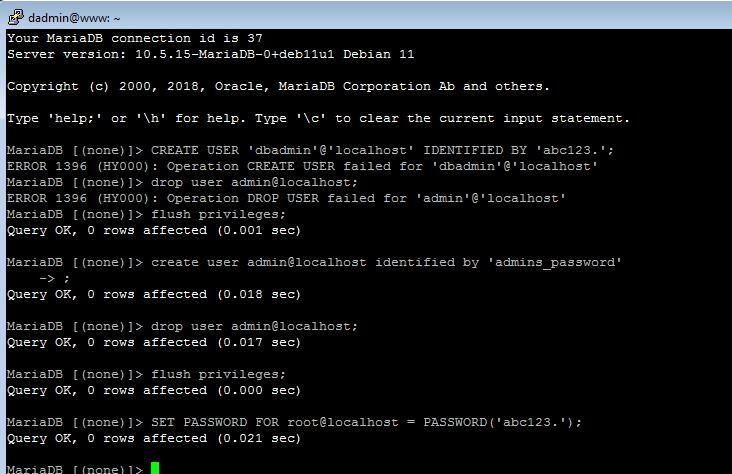 dadmin@www: ~
Your MariaDB connection id is 37
Server version: 10.5.15-MariaDB-0+deb11u1 Debian 11
Copyright (c) 2000, 2018, Oracle, MariaDB Corporation Ab and others.
Type 'help;' or '\h' for help. Type '\c' to clear the current input statement.
MariaDB [(none)]> CREATE USER 'dbadmin'@'localhost' IDENTIFIED BY 'abc123.';
ERROR 1396 (HY000): Operation CREATE USER failed for 'dbadmin'@'localhost'
MariaDB [(none)]> drop user admin@localhost;
ERROR 1396 (HY000): Operation DROP USER failed for 'admin'@'localhost'
MariaDB [(none)]> flush privileges;
Query OK, 0 rows affected (0.001 sec)
MariaDB [(none)]> create user admin@localhost identified by 'admins_password'
    -> ;
Query OK, 0 rows affected (0.018 sec)
MariaDB [(none)]> drop user admin@localhost;
Query OK, 0 rows affected (0.017 sec)
MariaDB [(none)]> flush privileges;
Query OK, 0 rows affected (0.000 sec)
MariaDB [(none)]> SET PASSWORD FOR root@localhost = PASSWORD('abc123.');
Query OK, 0 rows affected (0.021 sec)
MariaDB [(none)]>